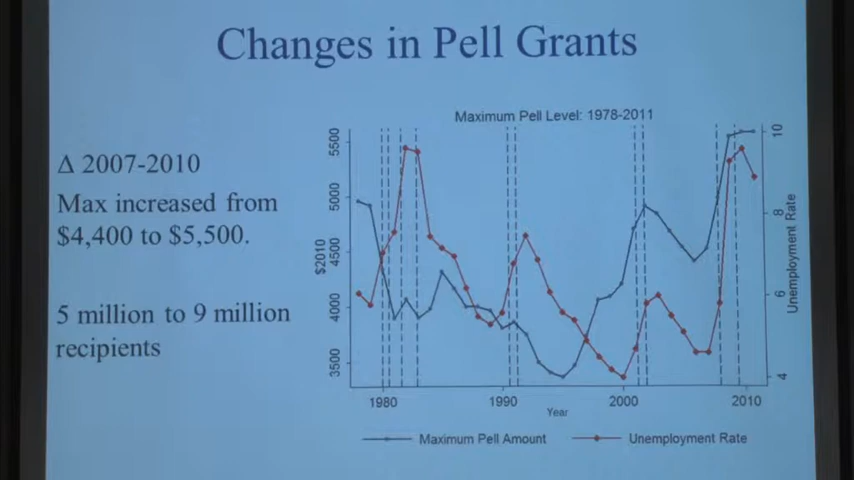 Changes in Pell Grants
Δ 2007-2010
Max increased from
$4,400 to $5,500.
5 million to 9 million
recipients
Maximum Pell Level: 1978-2011
$2010
5500
5000
4500
4000
3500
10
8
6
4
Unemployment Rate
1980
1990
2000
2010
Year
Maximum Pell Amount
Unemployment Rate